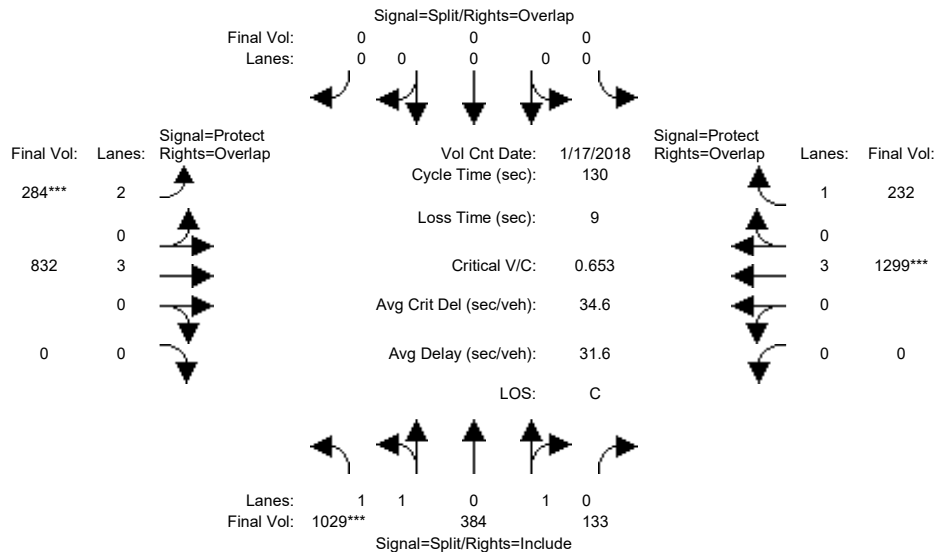 Signal=Split/Rights=Overlap
Final Vol: 0 0 0
Lanes: 0 0 0 0 0
Signal=Protect Signal=Protect
Final Vol: Lanes: Rights=Overlap Vol Cnt Date: 1/17/2018 Rights=Overlap Lanes: Final Vol:
Cycle Time (sec): 130
284*** 2 1 232
Loss Time (sec): 9
0 0
832 3 Critical V/C: 0.653 3 1299***
0 Avg Crit Del (sec/veh): 34.6 0
0 0 Avg Delay (sec/veh): 31.6 0 0
LOS: C
Lanes: 1 1 0 1 0
Final Vol: 1029*** 384 133
Signal=Split/Rights=Include